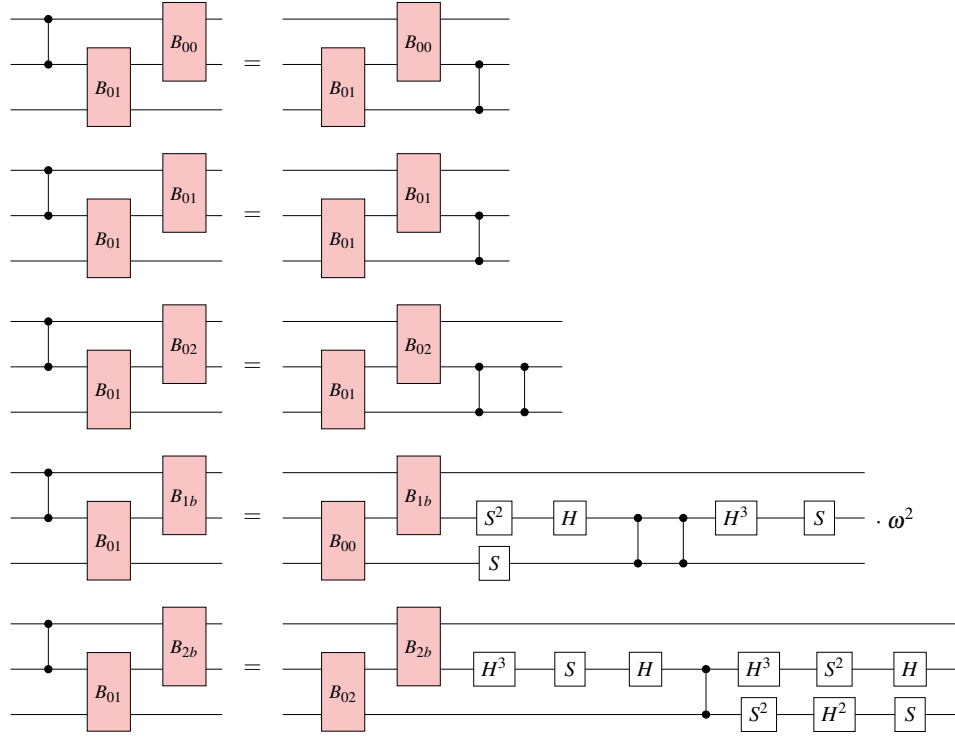 B₀₁ B₀₀ = B₀₁ B₀₀
B₀₁ B₀₁ = B₀₁ B₀₁
B₀₁ B₀₂ = B₀₁ B₀₂
B₀₁ B₁b = B₀₀ B₁b S² H H³ S · ω²
S
B₀₁ B₂b = B₀₂ B₂b H³ S H H³ S² H
S² H² S